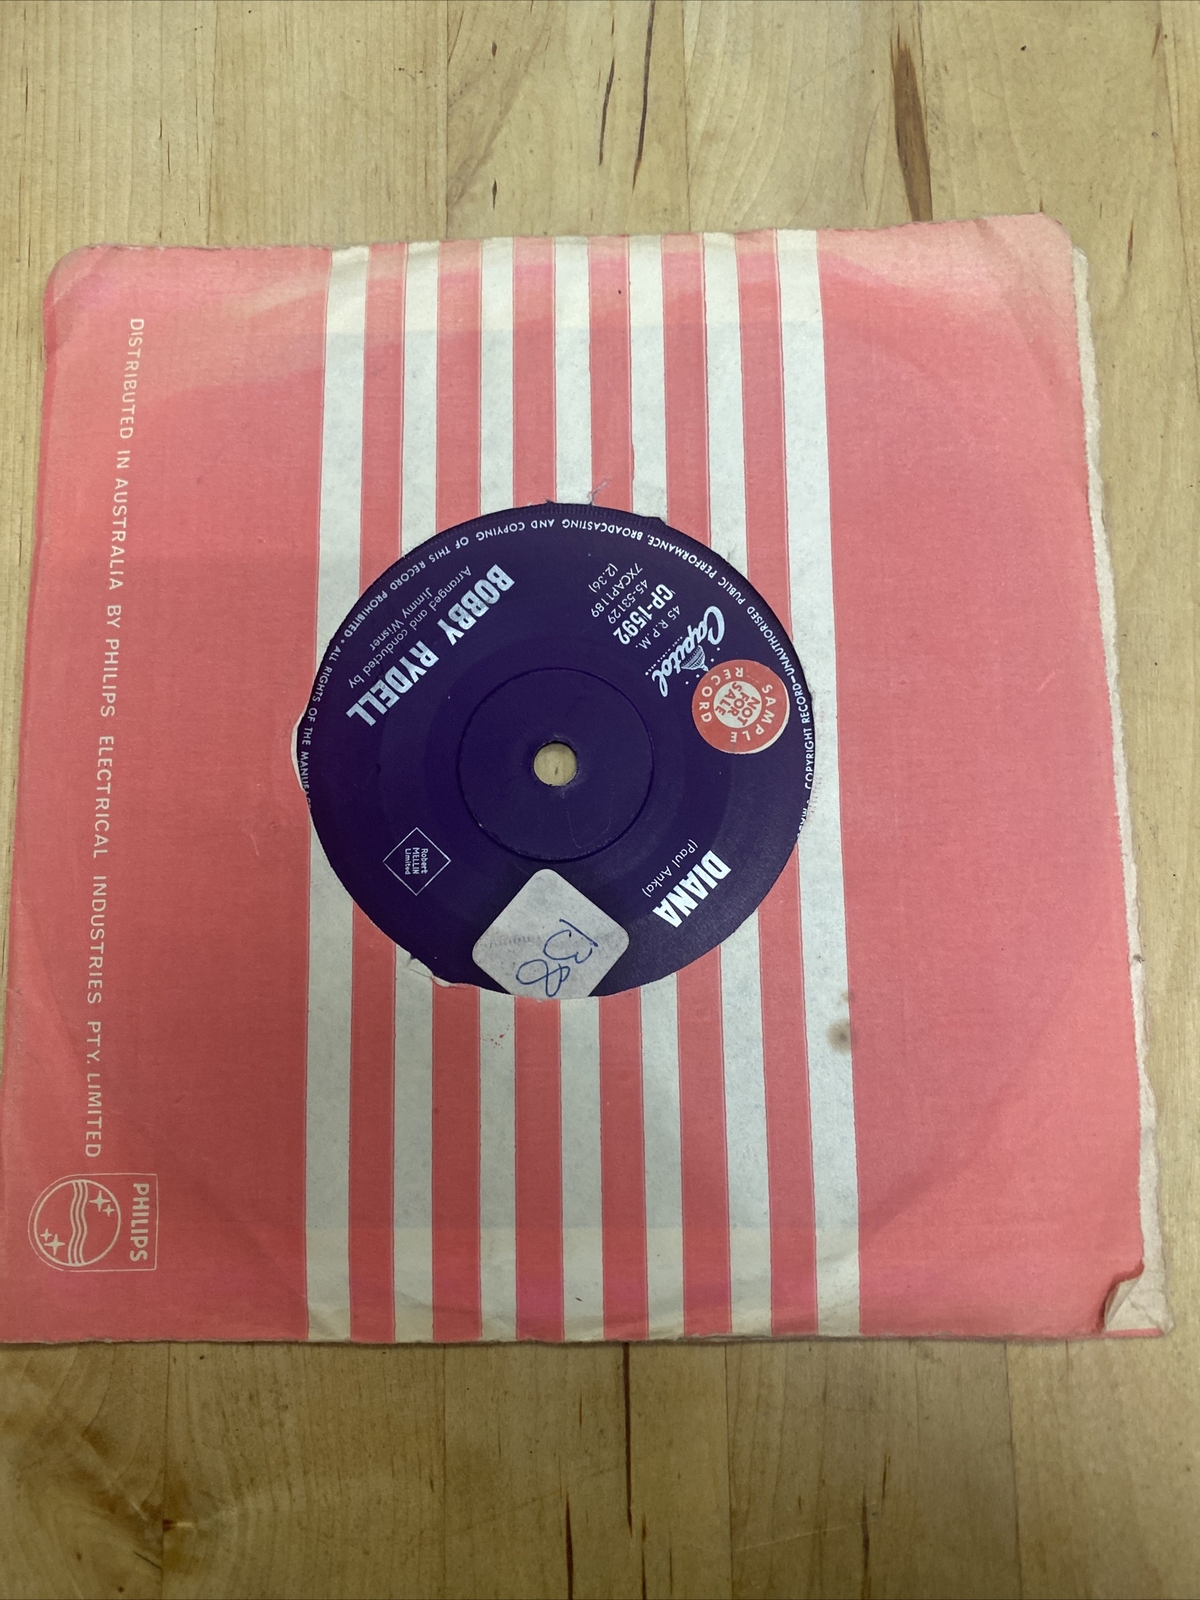 DISTRIBUTED IN AUSTRALIA BY PHILIPS ELECTRICAL INDUSTRIES PTY. LIMITED
PHILIPS
COPYRIGHT RECORD—UNAUTHORISED PUBLIC PERFORMANCE, BROADCASTING AND COPYING OF THIS RECORD PROHIBITED • ALL RIGHTS OF THE
Capitol
SAMPLE
RECORD
NOT
FOR
SALE
45 R.P.M.
CP-1592
45-53129
7XCAP1189
(2.36)
DIANA
(Paul Anka)
Robert
MELLIN
Limited
BOBBY RYDELL
Arranged and conducted by
Jimmy Wisner